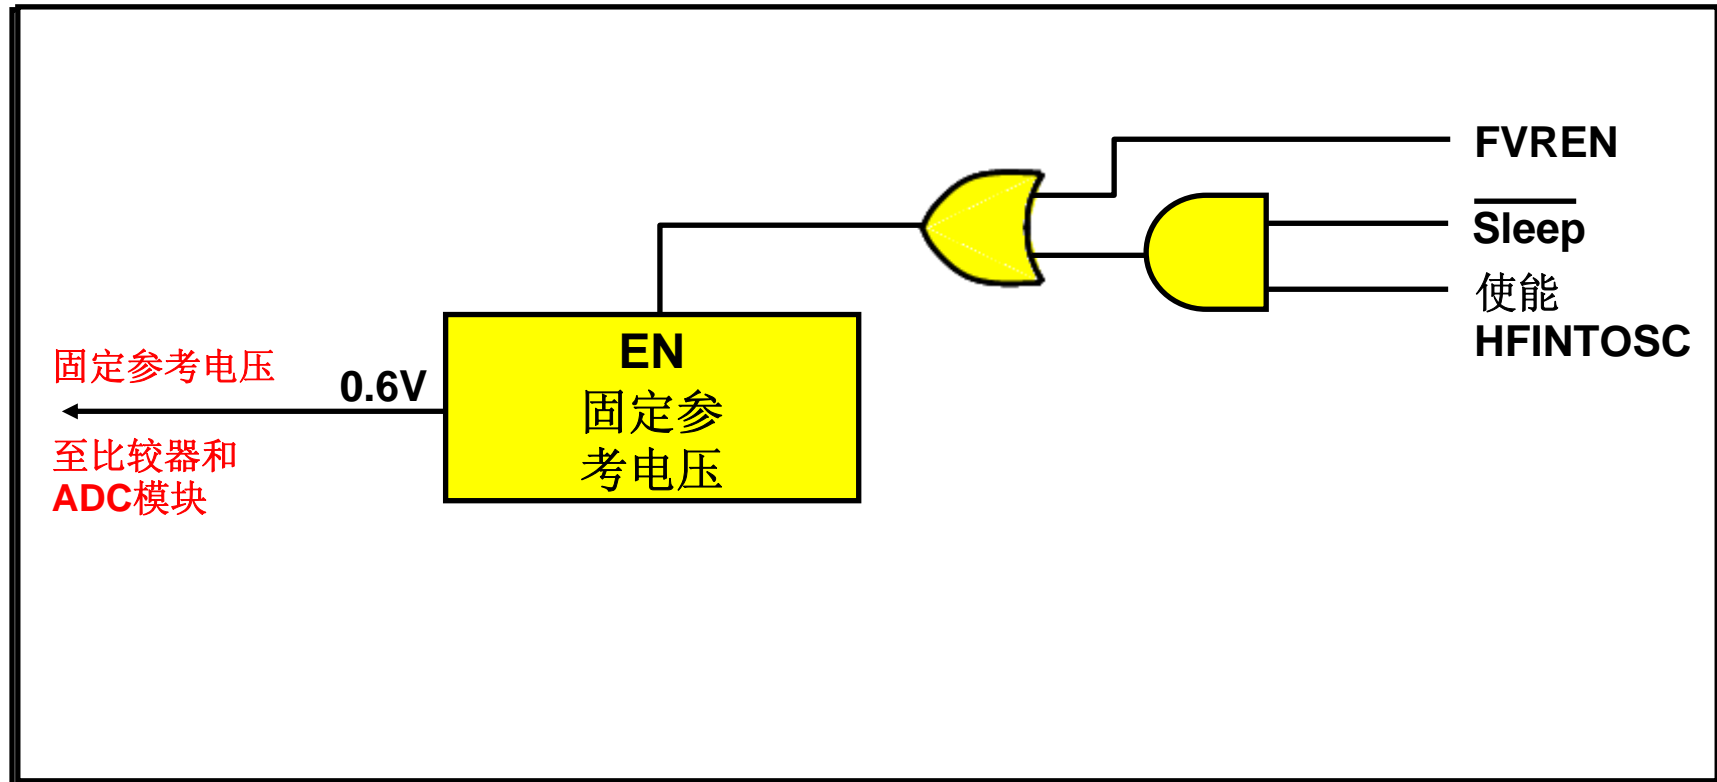 FVREN
Sleep
使能
HFINTOSC
EN
固定参
考电压
0.6V
固定参考电压
至比较器和
ADC模块